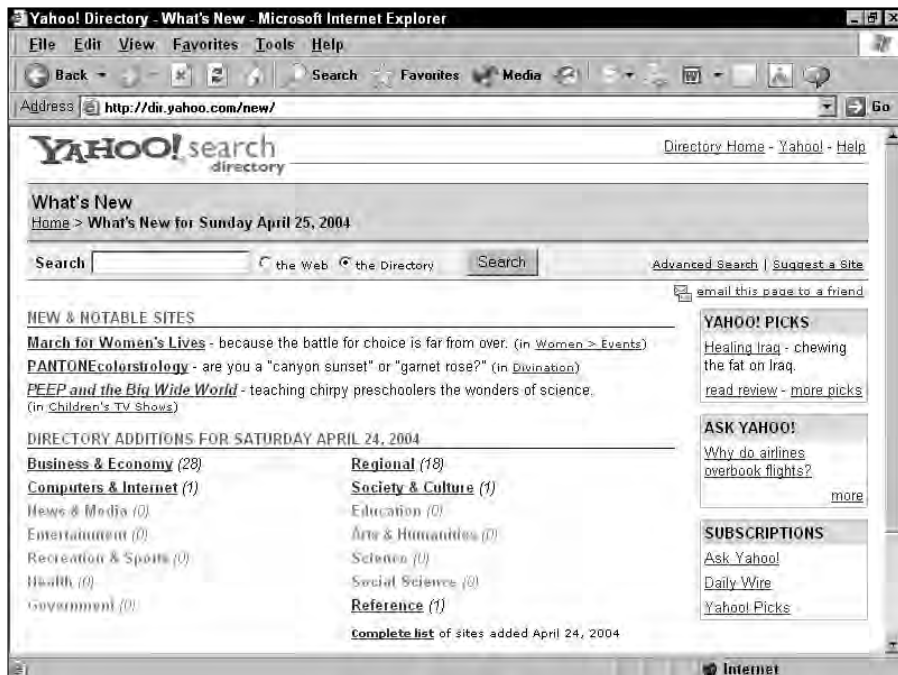 Yahoo! Directory - What's New - Microsoft Internet Explorer
File Edit View Favorites Tools Help
Back Search Favorites Media
Address http://dir.yahoo.com/new/ Go
YAHOO! search
directory
Directory Home - Yahoo! - Help
What's New
Home > What's New for Sunday April 25, 2004
Search the Web the Directory Search Advanced Search | Suggest a Site
email this page to a friend
NEW & NOTABLE SITES
March for Women's Lives - because the battle for choice is far from over. (in Women > Events)
PANTONEcolorstrology - are you a "canyon sunset" or "garnet rose?" (in Divination)
PEEP and the Big Wide World - teaching chirpy preschoolers the wonders of science.
(in Children's TV Shows)
DIRECTORY ADDITIONS FOR SATURDAY APRIL 24, 2004
Business & Economy (28)
Computers & Internet (1)
News & Media (0)
Entertainment (0)
Recreation & Sports (0)
Health (0)
Government (0)
Regional (18)
Society & Culture (1)
Education (0)
Arts & Humanities (0)
Science (0)
Social Science (0)
Reference (1)
Complete list of sites added April 24, 2004
YAHOO! PICKS
Healing Iraq - chewing
the fat on Iraq.
read review - more picks
ASK YAHOO!
Why do airlines
overbook flights?
more
SUBSCRIPTIONS
Ask Yahoo!
Daily Wire
Yahoo! Picks
Internet